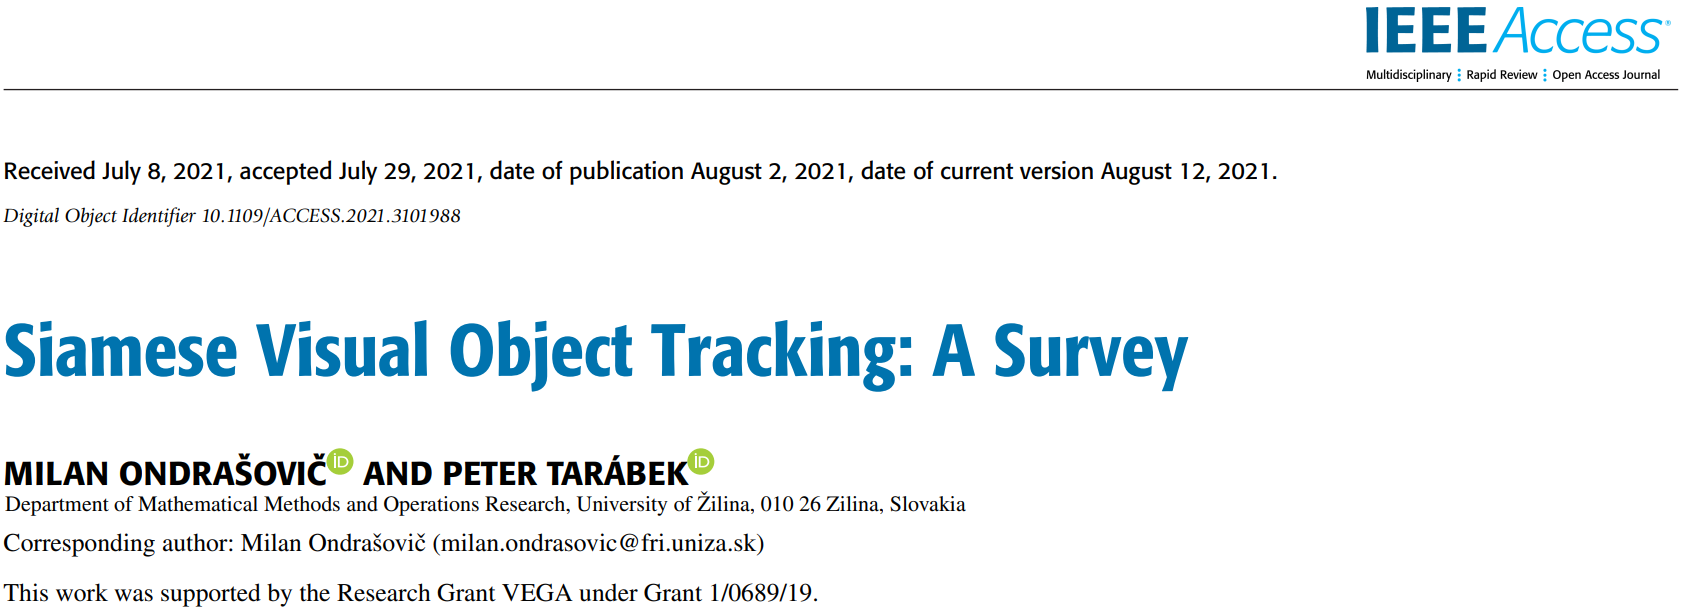 IEEE Access®
Multidisciplinary Rapid Review Open Access Journal
Received July 8, 2021, accepted July 29, 2021, date of publication August 2, 2021, date of current version August 12, 2021.
Digital Object Identifier 10.1109/ACCESS.2021.3101988
Siamese Visual Object Tracking: A Survey
MILAN ONDRAŠOVIČ iD AND PETER TARÁBEK iD
Department of Mathematical Methods and Operations Research, University of Žilina, 010 26 Zilina, Slovakia
Corresponding author: Milan Ondrašovič (milan.ondrasovic@fri.uniza.sk)
This work was supported by the Research Grant VEGA under Grant 1/0689/19.